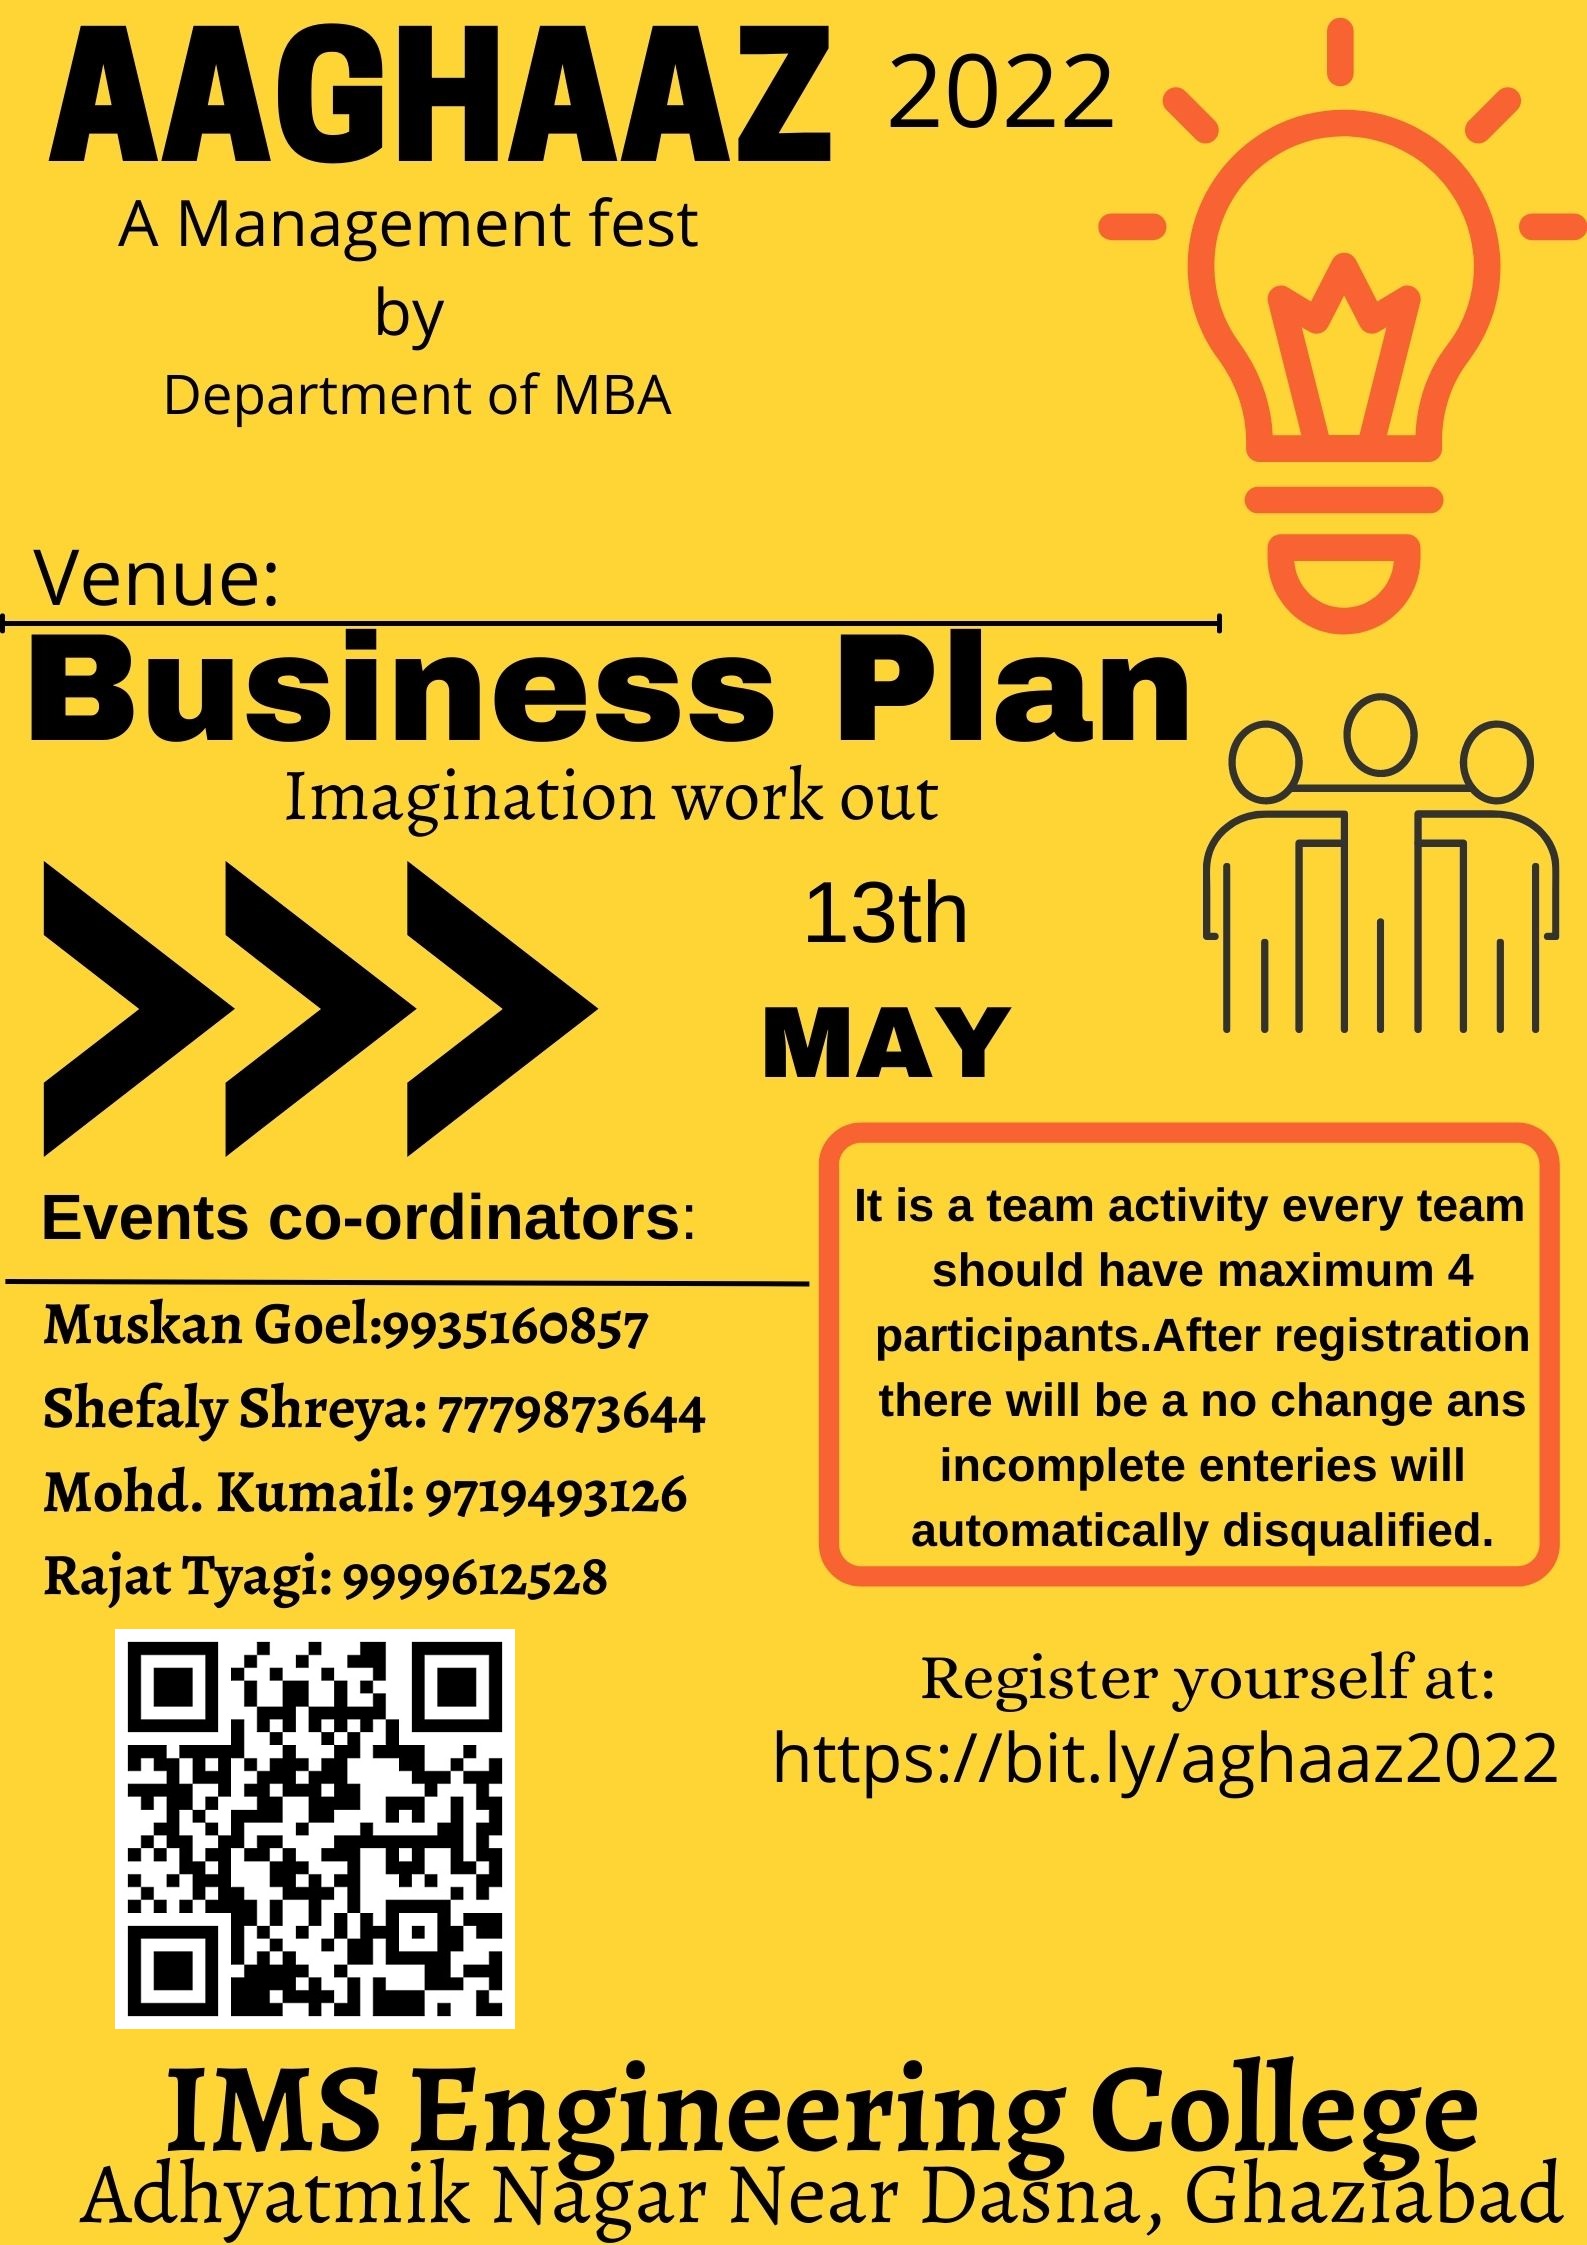 AAGHAAZ 2022
A Management fest
by
Department of MBA
Venue:
Business Plan
Imagination work out
13th
MAY
Events co-ordinators:
Muskan Goel:9935160857
Shefaly Shreya: 7779873644
Mohd. Kumail: 9719493126
Rajat Tyagi: 9999612528
It is a team activity every team
should have maximum 4
participants.After registration
there will be a no change ans
incomplete enteries will
automatically disqualified.
Register yourself at:
https://bit.ly/aghaaz2022
IMS Engineering College
Adhyatmik Nagar Near Dasna, Ghaziabad